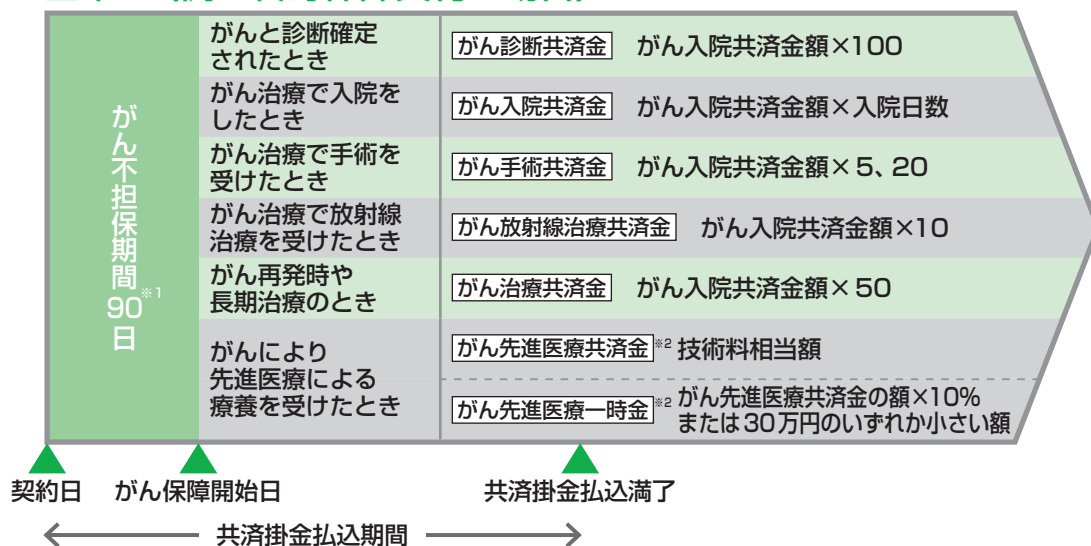 がん不担保期間90日※1
がんと診断確定
されたとき
がん診断共済金 がん入院共済金額×100
がん治療で入院を
したとき
がん入院共済金 がん入院共済金額×入院日数
がん治療で手術を
受けたとき
がん手術共済金 がん入院共済金額×5、20
がん治療で放射線
治療を受けたとき
がん放射線治療共済金 がん入院共済金額×10
がん再発時や
長期治療のとき
がん治療共済金 がん入院共済金額×50
がんにより
先進医療による
療養を受けたとき
がん先進医療共済金※2 技術料相当額
がん先進医療一時金※2 がん先進医療共済金の額×10%
または30万円のいずれか小さい額
契約日 がん保障開始日 共済掛金払込満了
共済掛金払込期間